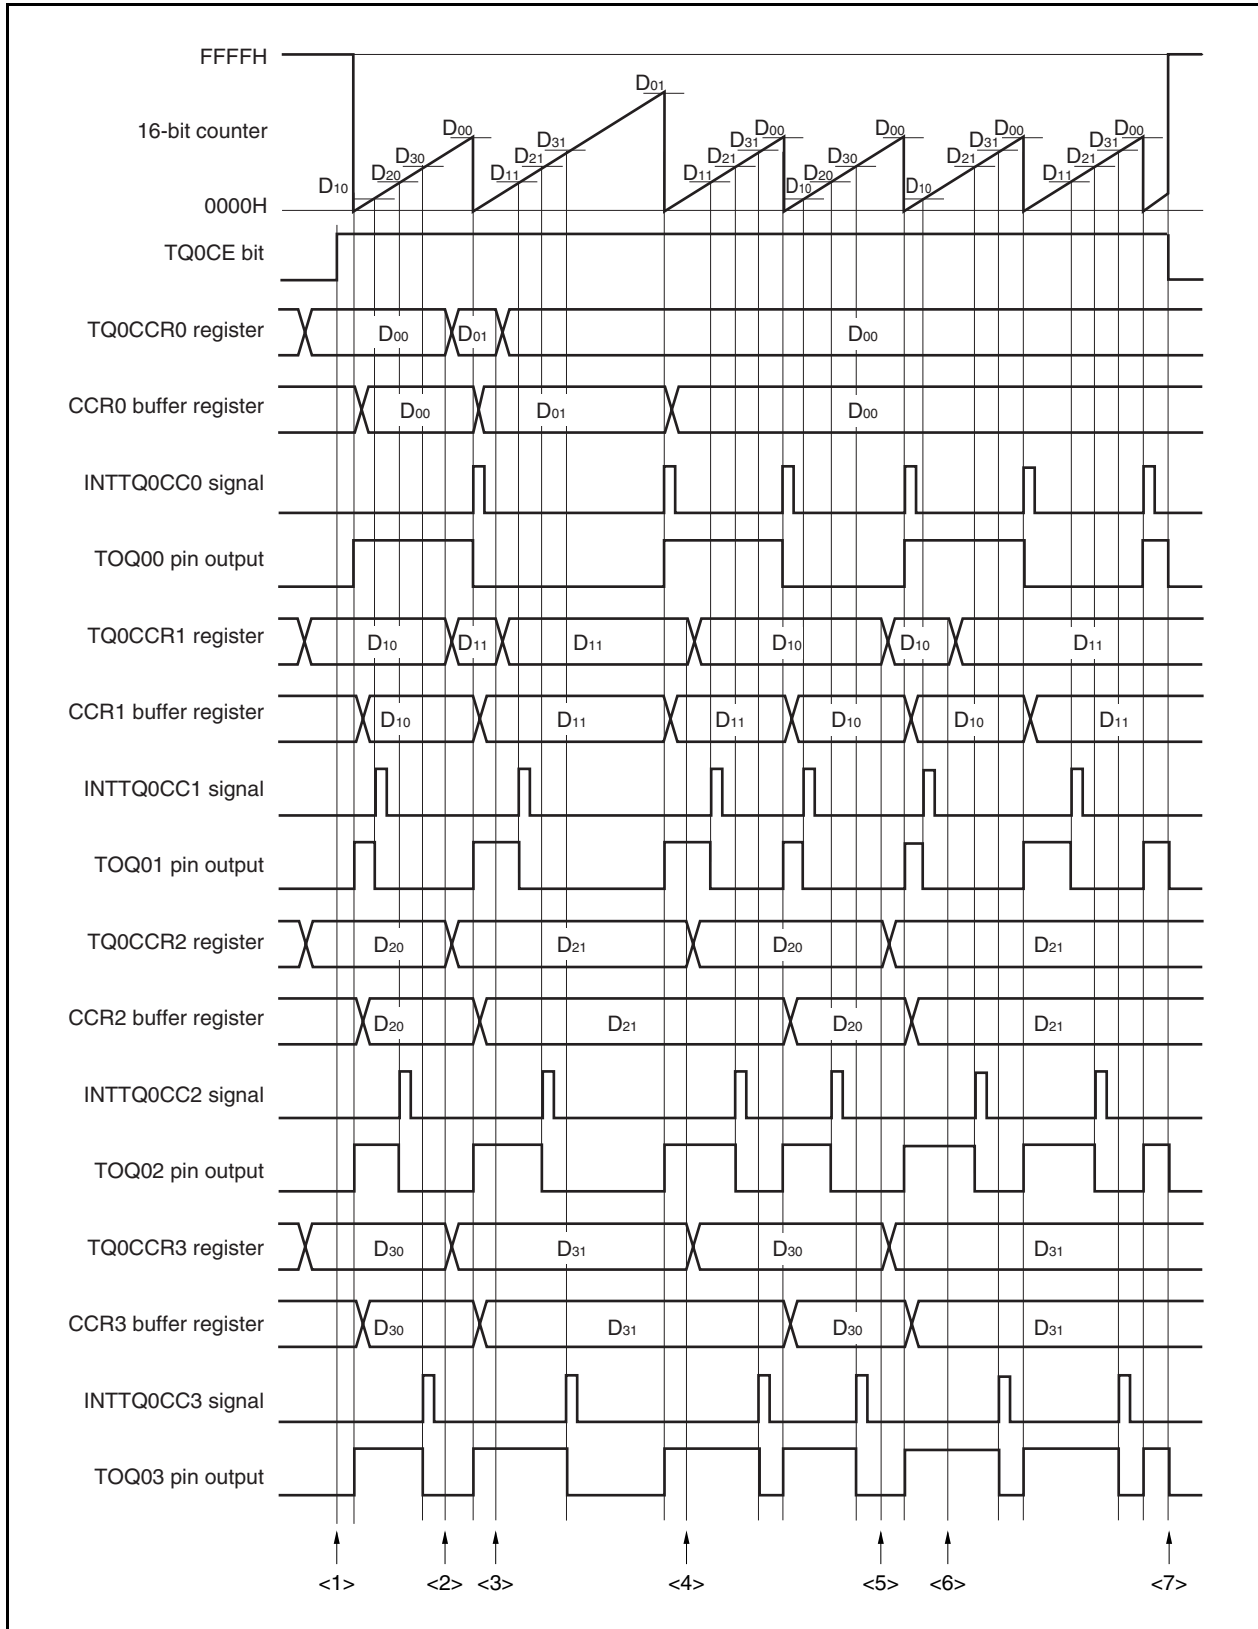 FFFFH
D01
16-bit counter
D00 D00 D00 D00 D00
D30 D31 D31 D30 D31 D31
D20 D21 D21 D21 D21
D10 D11 D11 D10 D20 D10 D11
0000H
TQ0CE bit
TQ0CCR0 register D00 D01 D00
CCR0 buffer register D00 D01 D00
INTTQ0CC0 signal
TOQ00 pin output
TQ0CCR1 register D10 D11 D11 D10 D10 D11
CCR1 buffer register D10 D11 D11 D10 D10 D11
INTTQ0CC1 signal
TOQ01 pin output
TQ0CCR2 register D20 D21 D20 D21
CCR2 buffer register D20 D21 D20 D21
INTTQ0CC2 signal
TOQ02 pin output
TQ0CCR3 register D30 D31 D30 D31
CCR3 buffer register D30 D31 D30 D31
INTTQ0CC3 signal
TOQ03 pin output
<1> <2> <3> <4> <5> <6> <7>